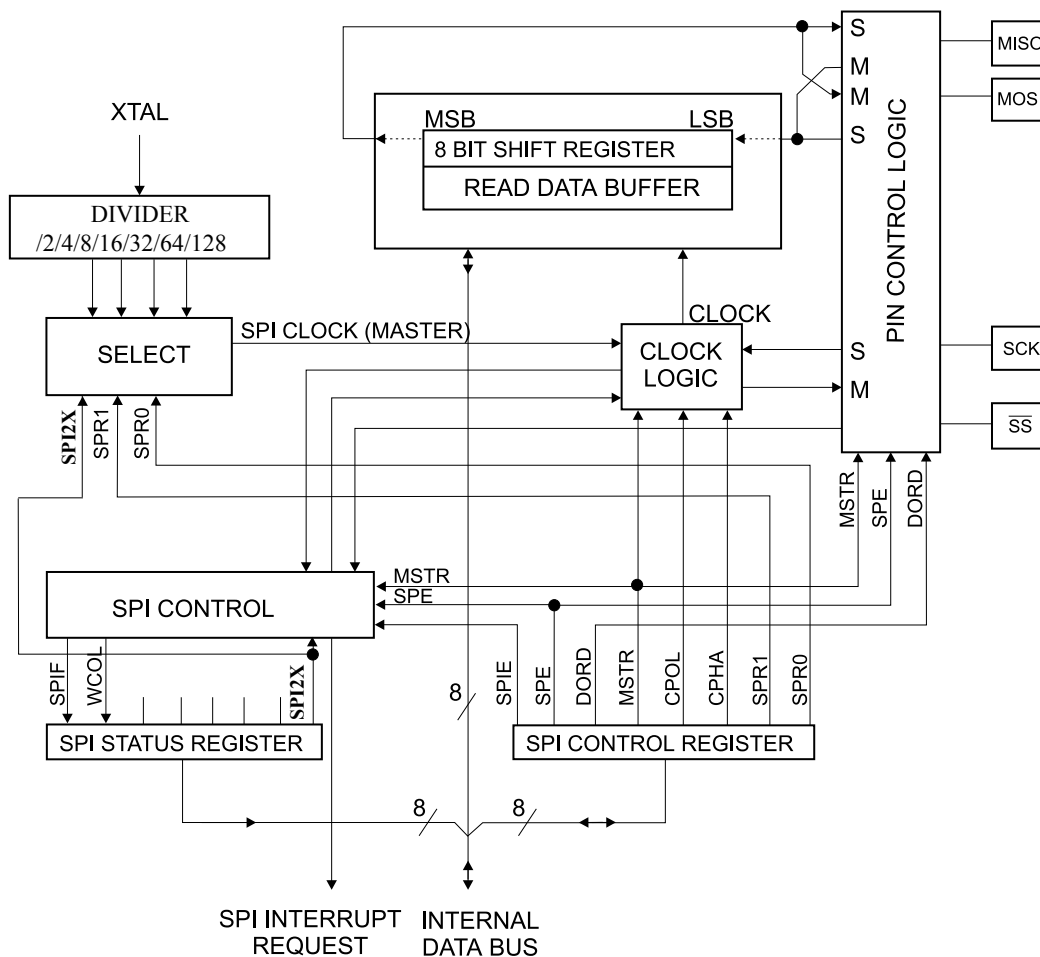 S
MISO
M
M
MOS
XTAL
MSB
LSB
S
8 BIT SHIFT REGISTER
READ DATA BUFFER
DIVIDER
/2/4/8/16/32/64/128
PIN CONTROL LOGIC
SPI CLOCK (MASTER)
CLOCK
SELECT
CLOCK
LOGIC
S
M
SCK
SS
SPI2X
SPR1
SPR0
MSTR
SPE
DORD
MSTR
SPE
SPI CONTROL
SPIF
WCOL
SPI2X
8
SPIE
SPE
DORD
MSTR
CPOL
CPHA
SPR1
SPR0
SPI STATUS REGISTER
SPI CONTROL REGISTER
8
8
SPI INTERRUPT
REQUEST
INTERNAL
DATA BUS